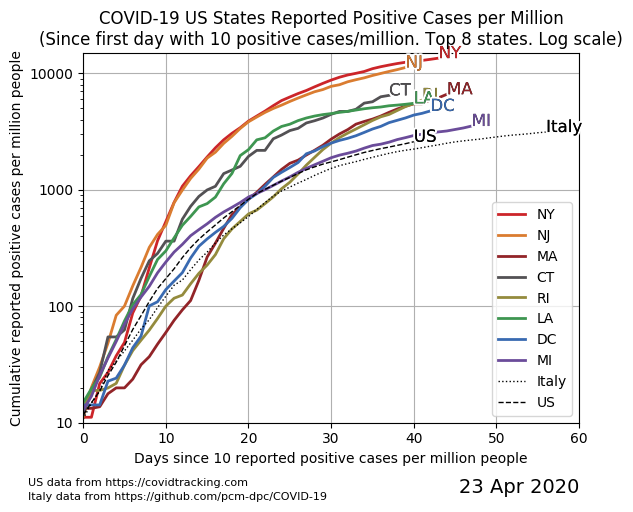 COVID-19 US States Reported Positive Cases per Million
(Since first day with 10 positive cases/million. Top 8 states. Log scale)
Cumulative reported positive cases per million people
10000
1000
100
10
NY
NJ
CT
LA
RI
MA
DC
MI
US
Italy
NY
NJ
MA
CT
RI
LA
DC
MI
Italy
US
0 10 20 30 40 50 60
Days since 10 reported positive cases per million people
US data from https://covidtracking.com
Italy data from https://github.com/pcm-dpc/COVID-19
23 Apr 2020